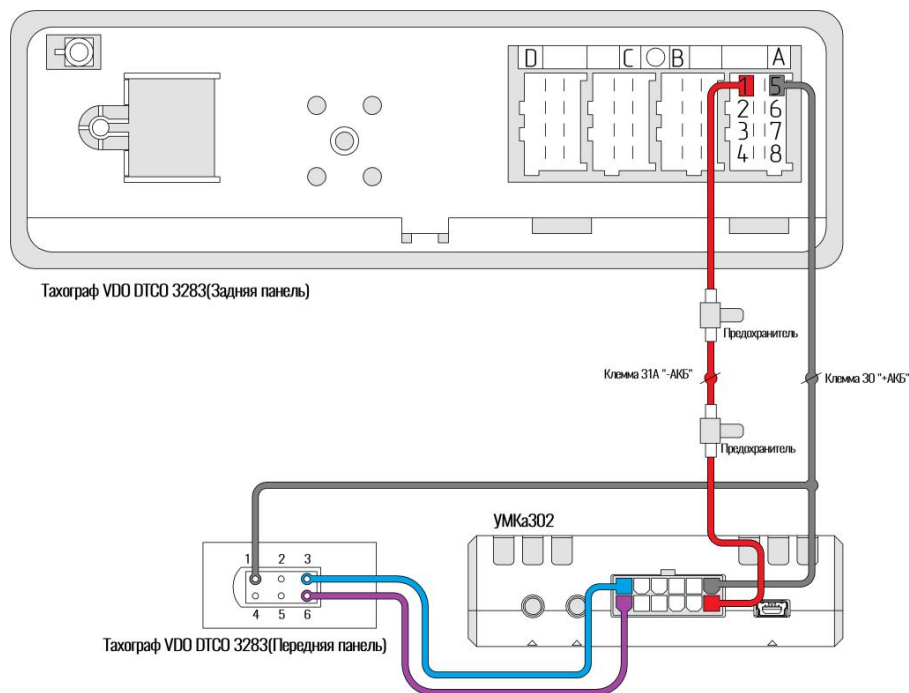 D C B A
1 5
2 6
3 7
4 8
Тахограф VDO DTCO 3283(Задняя панель)
Предохранитель
Клемма 31А "-АКБ"
Клемма 30 "+АКБ"
Предохранитель
УМКа302
1 2 3
4 5 6
Тахограф VDO DTCO 3283(Передняя панель)